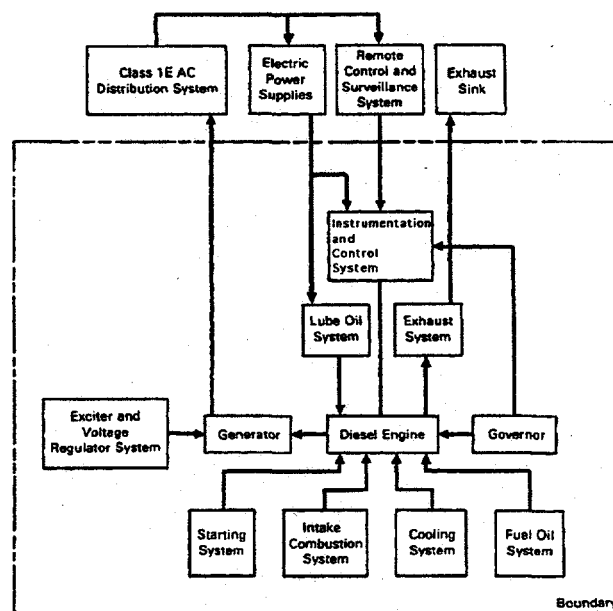 Class 1E AC
Distribution System
Electric
Power
Supplies
Remote
Control and
Surveillance
System
Exhaust
Sink
Instrumentation
and
Control
System
Lube Oil
System
Exhaust
System
Exciter and
Voltage
Regulator System
Generator
Diesel Engine
Governor
Starting
System
Intake
Combustion
System
Cooling
System
Fuel Oil
System
Boundary